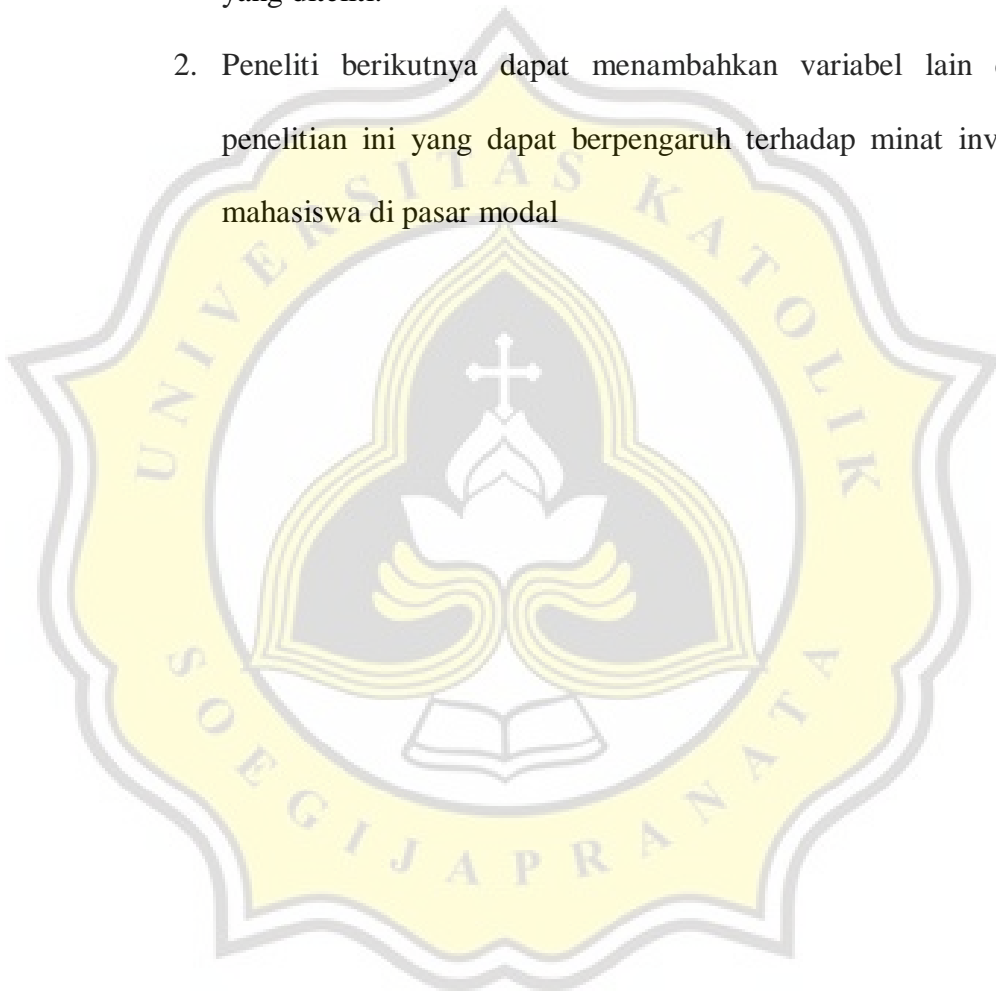 2. Peneliti berikutnya dapat menambahkan variabel lain
penelitian ini yang dapat berpengaruh terhadap minat
mahasiswa di pasar modal
UNIVERSITAS KATOLIK
SOEGIJAPRANATA